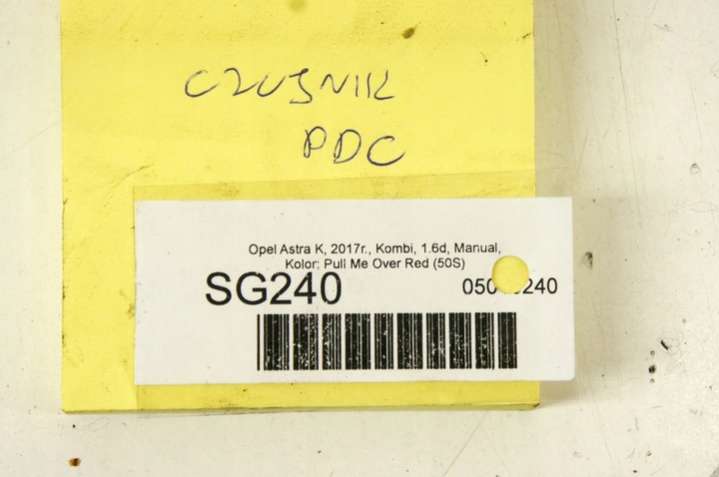 CZUJNIK
PDC
Opel Astra K, 2017r., Kombi, 1.6d, Manual,
Kolor: Pull Me Over Red (50S)
SG240